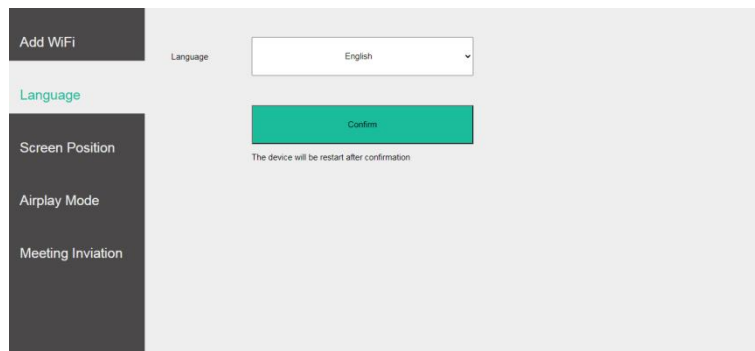 Add WiFi
Language
Screen Position
Airplay Mode
Meeting Inviation
Language
English
Confirm
The device will be restart after confirmation